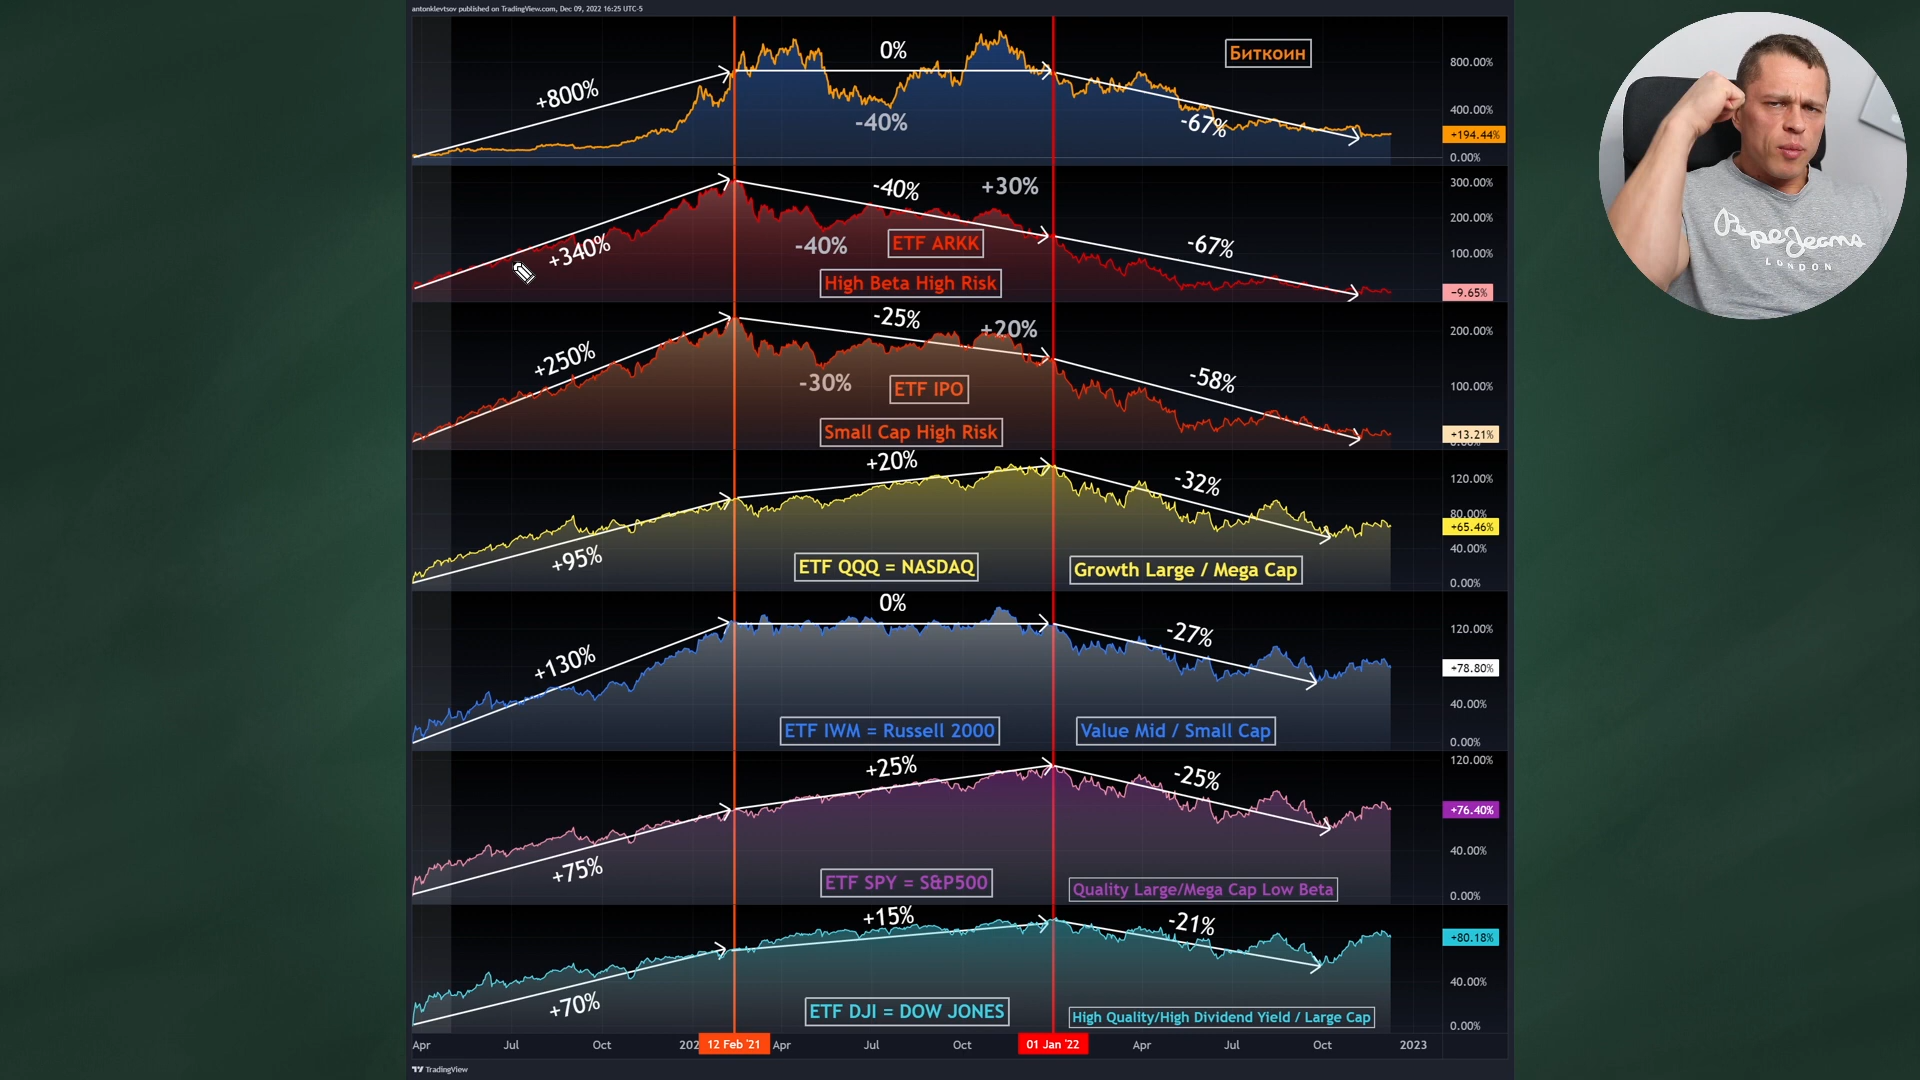 antonklevtsov published on TradingView.com, Dec 09, 2022 16:25 UTC-5
+800%
0%
-40%
-67%
Биткоин
800.00%
400.00%
+194.44%
0.00%
+340%
-40%
+30%
-40%
ETF ARKK
High Beta High Risk
-67%
300.00%
200.00%
100.00%
-9.65%
+250%
-25%
+20%
-30%
ETF IPO
Small Cap High Risk
-58%
200.00%
100.00%
+13.21%
+95%
+20%
-32%
ETF QQQ = NASDAQ
Growth Large / Mega Cap
120.00%
80.00%
+65.46%
40.00%
0.00%
+130%
0%
-27%
ETF IWM = Russell 2000
Value Mid / Small Cap
120.00%
+78.80%
40.00%
0.00%
+75%
+25%
-25%
ETF SPY = S&P500
Quality Large/Mega Cap Low Beta
120.00%
+76.40%
40.00%
0.00%
+70%
+15%
-21%
ETF DJI = DOW JONES
High Quality/High Dividend Yield / Large Cap
+80.18%
40.00%
0.00%
Apr Jul Oct 202 12 Feb '21 Apr Jul Oct 01 Jan '22 Apr Jul Oct 2023
TradingView
Pepe Jeans
LONDON